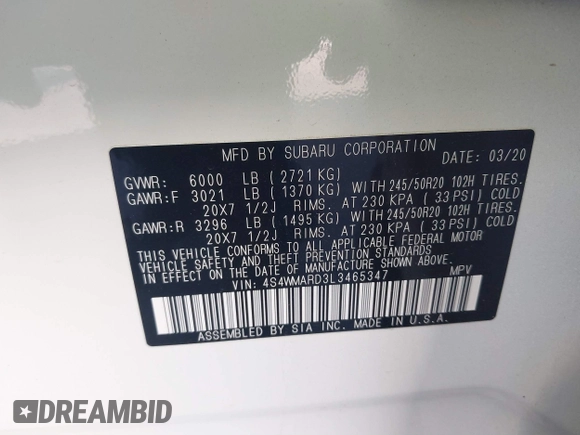 MFD BY SUBARU CORPORATION
DATE: 03/20
GVWR: 6000 LB ( 2721 KG)
GAWR:F 3021 LB ( 1370 KG) WITH 245/50R20 102H TIRES.
20X7 1/2J RIMS. AT 230 KPA ( 33 PSI) COLD
GAWR:R 3296 LB ( 1495 KG) WITH 245/50R20 102H TIRES.
20X7 1/2J RIMS. AT 230 KPA ( 33 PSI) COLD
THIS VEHICLE CONFORMS TO ALL APPLICABLE FEDERAL MOTOR
VEHICLE SAFETY AND THEFT PREVENTION STANDARDS
IN EFFECT ON THE DATE OF MANUFACTURE SHOWN ABOVE.
VIN: 4S4WMARD3L3465347 MPV
ASSEMBLED BY SIA INC. MADE IN U.S.A.
DREAMBID